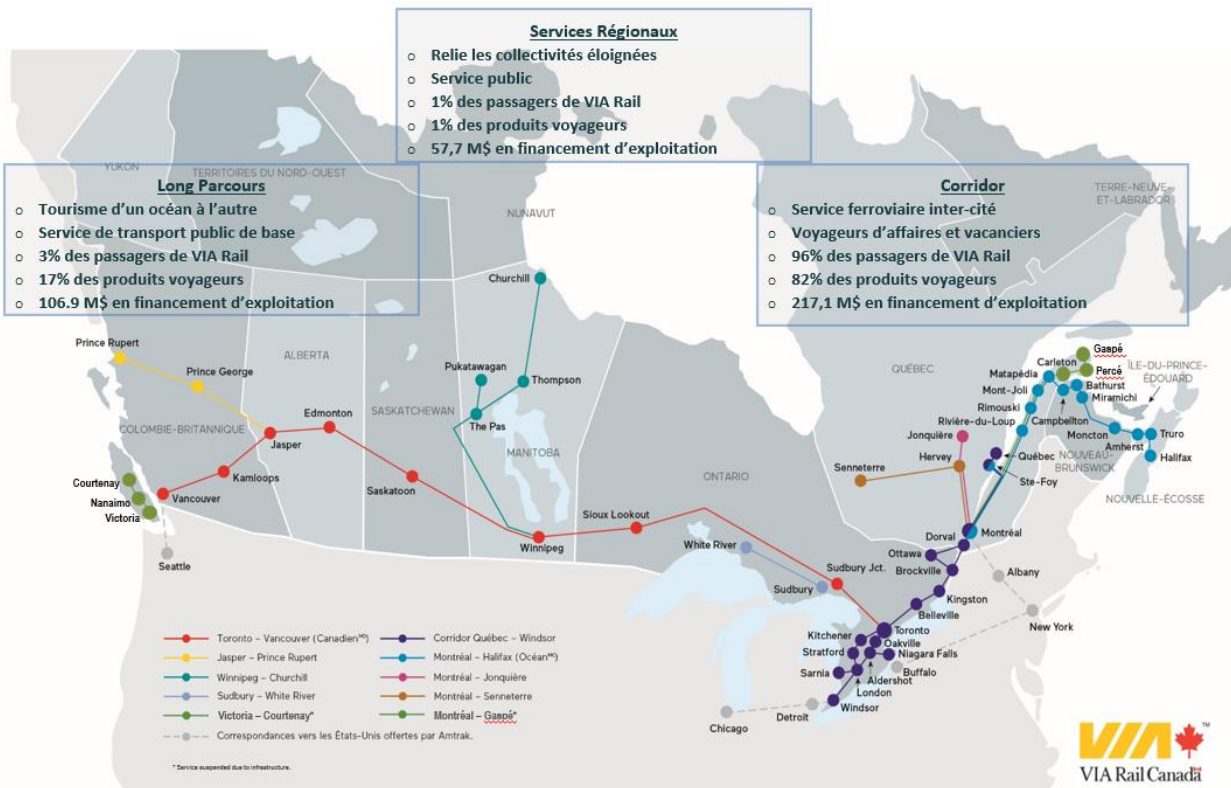 Services Régionaux
o Relie les collectivités éloignées
o Service public
o 1% des passagers de VIA Rail
o 1% des produits voyageurs
o 57,7 M$ en financement d'exploitation
Long Parcours
o Tourisme d'un océan à l'autre
o Service de transport public de base
o 3% des passagers de VIA Rail
o 17% des produits voyageurs
o 106.9 M$ en financement d'exploitation
Corridor
o Service ferroviaire inter-cité
o Voyageurs d'affaires et vacanciers
o 96% des passagers de VIA Rail
o 82% des produits voyageurs
o 217,1 M$ en financement d'exploitation
YUKON
TERRITOIRES DU NORD-OUEST
NUNAVUT
TERRE-NEUVE-
ET-LABRADOR
COLOMBIE-BRITANNIQUE
ALBERTA
SASKATCHEWAN
MANITOBA
ONTARIO
QUÉBEC
ÎLE-DU-PRINCE-
ÉDOUARD
NOUVEAU-
BRUNSWICK
NOUVELLE-ÉCOSSE
Prince Rupert
Prince George
Jasper
Edmonton
Kamloops
Vancouver
Courtenay
Nanaimo
Victoria
Seattle
Saskatoon
Churchill
Pukatawagan
Thompson
The Pas
Winnipeg
Sioux Lookout
White River
Sudbury
Sudbury Jct.
Senneterre
Jonquière
Hervey
Gaspé
Carleton
Percé
Matapédia
Bathurst
Mont-Joli
Miramichi
Rimouski
Rivière-du-Loup
Campbellton
Moncton
Amherst
Truro
Halifax
Québec
Ste-Foy
Montréal
Dorval
Ottawa
Brockville
Kingston
Belleville
Toronto
Oakville
Kitchener
Stratford
Niagara Falls
Sarnia
Aldershot
London
Windsor
Buffalo
Albany
New York
Detroit
Chicago
Toronto – Vancouver (Canadien MD)
Jasper – Prince Rupert
Winnipeg – Churchill
Sudbury – White River
Victoria – Courtenay*
Correspondances vers les États-Unis offertes par Amtrak.
Corridor Québec – Windsor
Montréal – Halifax (Océan MC)
Montréal – Jonquière
Montréal – Senneterre
Montréal – Gaspé*
* Service suspended due to infrastructure.
VIA TM
VIA Rail Canada